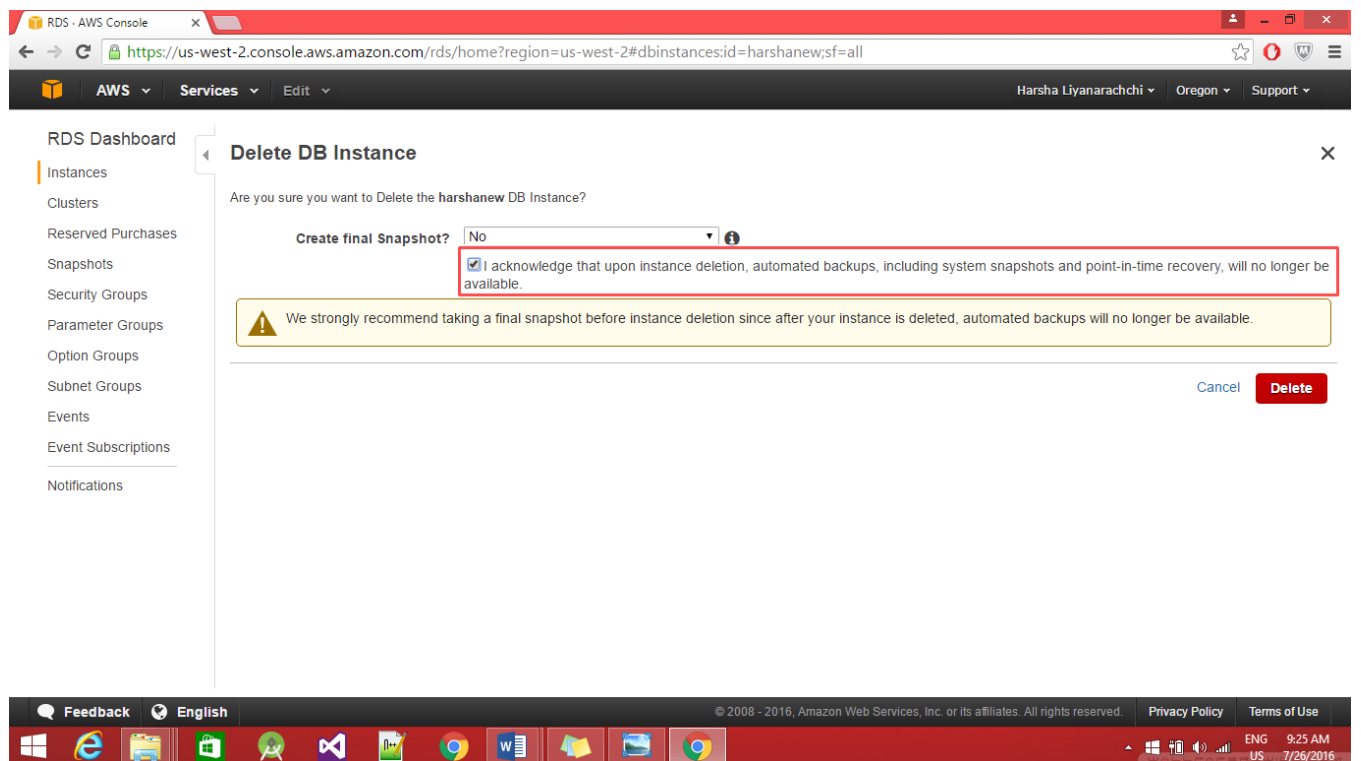 RDS · AWS Console
https://us-west-2.console.aws.amazon.com/rds/home?region=us-west-2#dbinstances:id=harshanew;sf=all
AWS Services Edit Harsha Liyanarachchi Oregon Support
RDS Dashboard
Instances
Clusters
Reserved Purchases
Snapshots
Security Groups
Parameter Groups
Option Groups
Subnet Groups
Events
Event Subscriptions
Notifications
Delete DB Instance
Are you sure you want to Delete the harshanew DB Instance?
Create final Snapshot? No
I acknowledge that upon instance deletion, automated backups, including system snapshots and point-in-time recovery, will no longer be
available.
We strongly recommend taking a final snapshot before instance deletion since after your instance is deleted, automated backups will no longer be available.
Cancel Delete
Feedback English © 2008 - 2016, Amazon Web Services, Inc. or its affiliates. All rights reserved. Privacy Policy Terms of Use
ENG 9:25 AM
US 7/26/2016